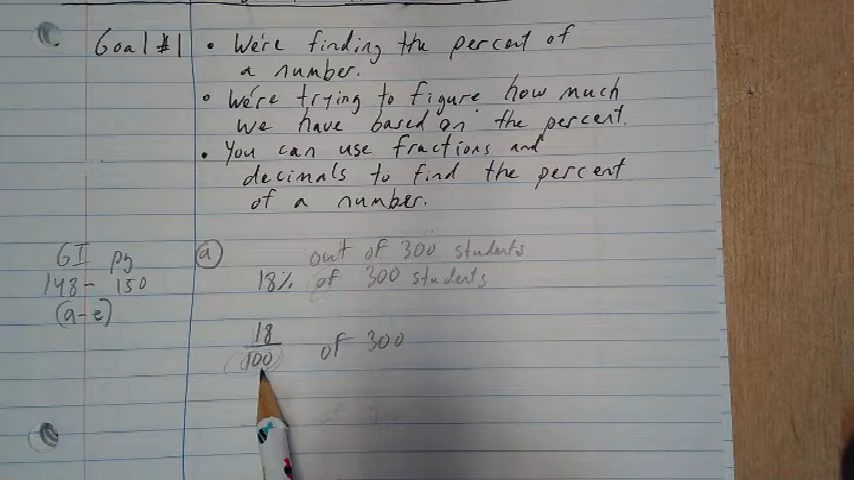 Goal #1 • We're finding the percent of
a number.
• We're trying to figure how much
we have based on the percent.
• You can use fractions and
decimals to find the percent
of a number.
GI pg
148 - 150
(a-e)
(a) out of 300 students
18% of 300 students
18/100 of 300